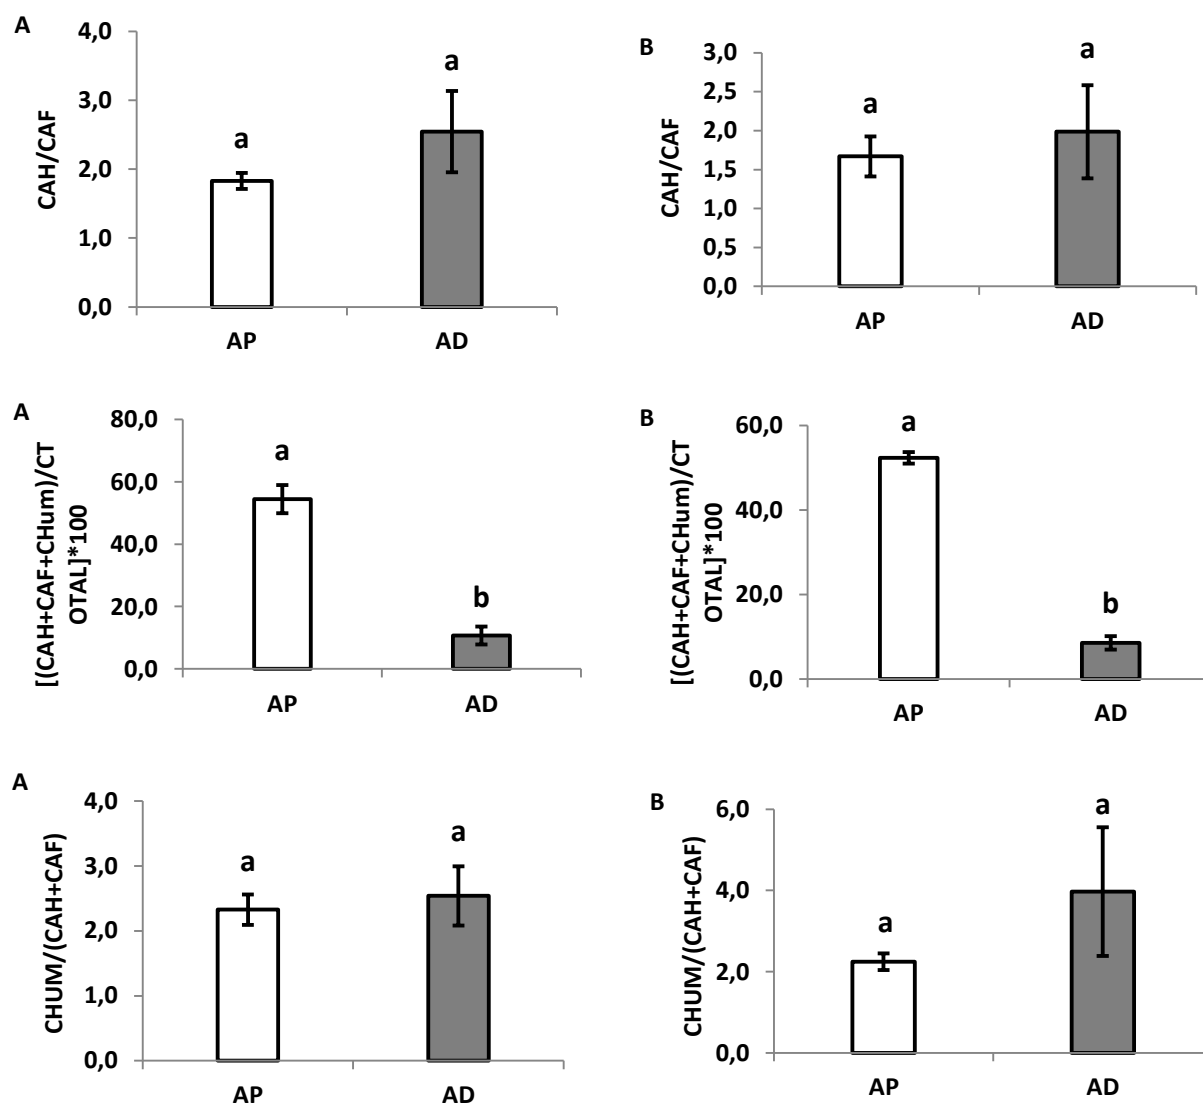 A
CAH/CAF
4,0
3,0
2,0
1,0
0,0
a
a
AP
AD
B
CAH/CAF
3,0
2,5
2,0
1,5
1,0
0,5
0,0
a
a
AP
AD
A
[(CAH+CAF+CHum)/CT
OTAL]*100
80,0
60,0
40,0
20,0
0,0
a
b
AP
AD
B
[(CAH+CAF+CHum)/CT
OTAL]*100
60,0
40,0
20,0
0,0
a
b
AP
AD
A
CHUM/(CAH+CAF)
4,0
3,0
2,0
1,0
0,0
a
a
AP
AD
B
CHUM/(CAH+CAF)
6,0
4,0
2,0
0,0
a
a
AP
AD